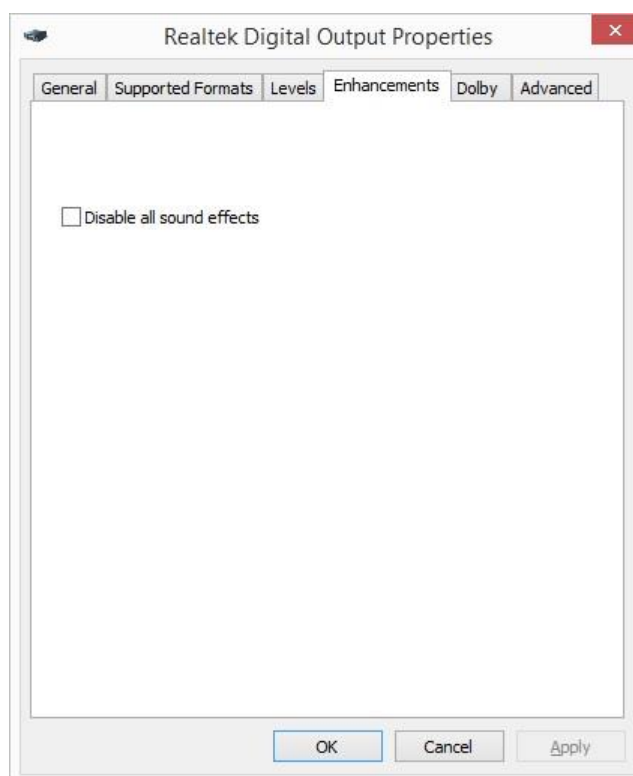 Realtek Digital Output Properties
General Supported Formats Levels Enhancements Dolby Advanced
Disable all sound effects
OK Cancel Apply